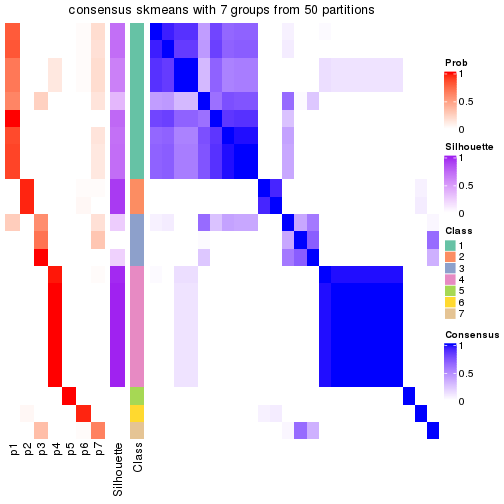 consensus skmeans with 7 groups from 50 partitions
Prob
1
0.5
0
Silhouette
1
0.5
0
Class
1
2
3
4
5
6
7
Consensus
1
0.5
0
p1
p2
p3
p4
p5
p6
p7
Silhouette
Class